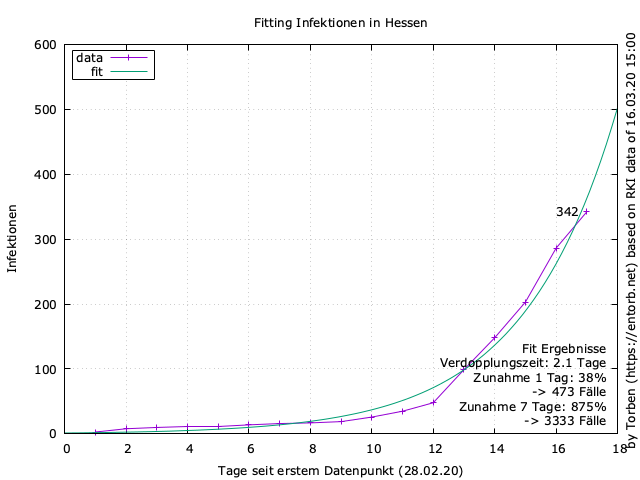 Fitting Infektionen in Hessen
600
500
400
300
200
100
0
data
fit
342
Fit Ergebnisse
Verdopplungszeit: 2.1 Tage
Zunahme 1 Tag: 38%
-> 473 Fälle
Zunahme 7 Tage: 875%
-> 3333 Fälle
0 2 4 6 8 10 12 14 16 18
Tage seit erstem Datenpunkt (28.02.20)
Infektionen
by Torben (https://entorb.net) based on RKI data of 16.03.20 15:00